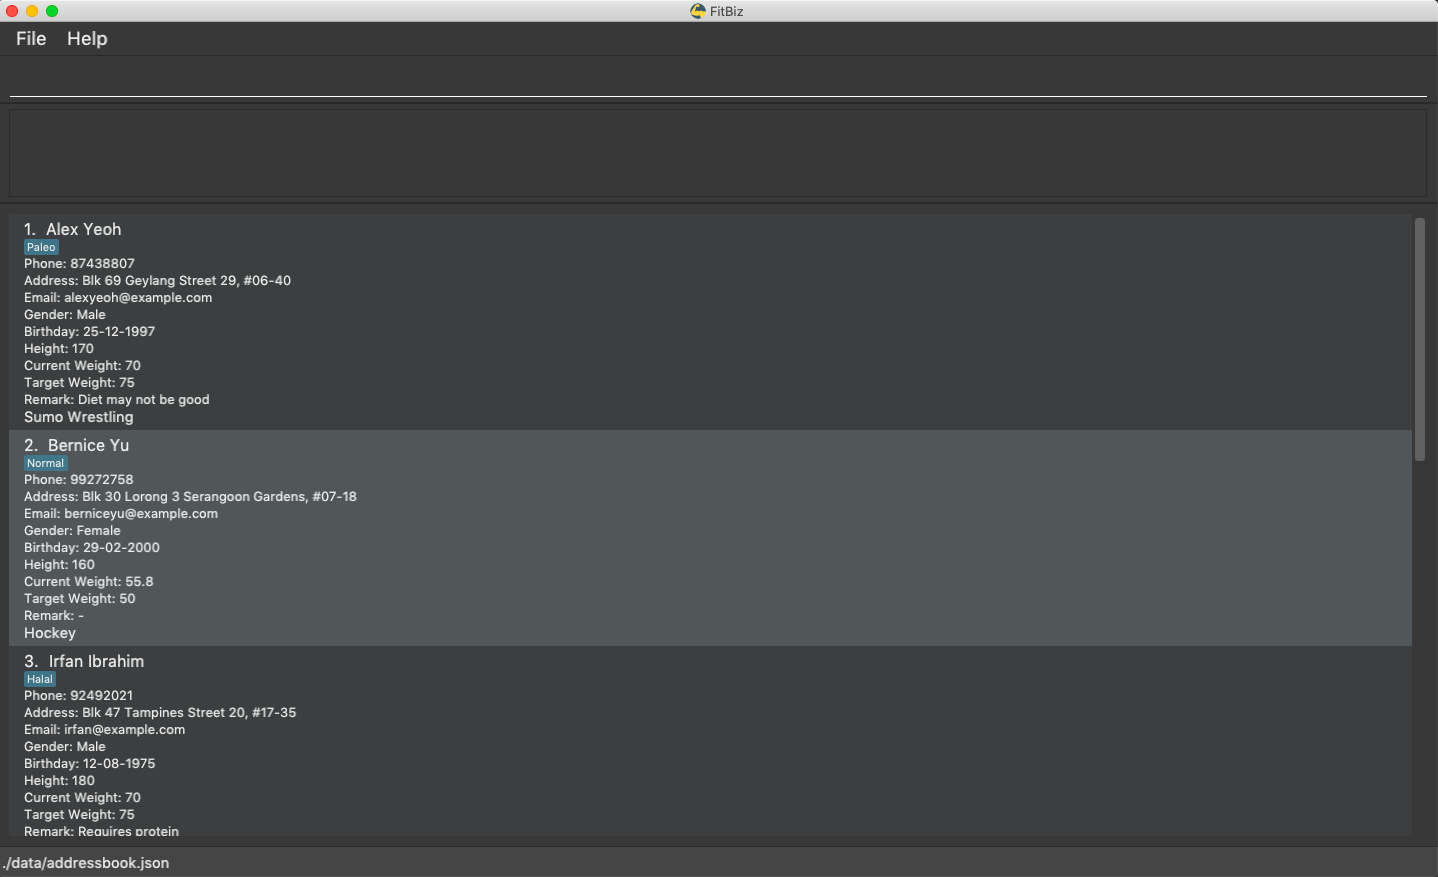 FitBiz
File Help
1. Alex Yeoh
Paleo
Phone: 87438807
Address: Blk 69 Geylang Street 29, #06-40
Email: alexyeoh@example.com
Gender: Male
Birthday: 25-12-1997
Height: 170
Current Weight: 70
Target Weight: 75
Remark: Diet may not be good
Sumo Wrestling
2. Bernice Yu
Normal
Phone: 99272758
Address: Blk 30 Lorong 3 Serangoon Gardens, #07-18
Email: berniceyu@example.com
Gender: Female
Birthday: 29-02-2000
Height: 160
Current Weight: 55.8
Target Weight: 50
Remark: -
Hockey
3. Irfan Ibrahim
Halal
Phone: 92492021
Address: Blk 47 Tampines Street 20, #17-35
Email: irfan@example.com
Gender: Male
Birthday: 12-08-1975
Height: 180
Current Weight: 70
Target Weight: 75
Remark: Requires protein
./data/addressbook.json